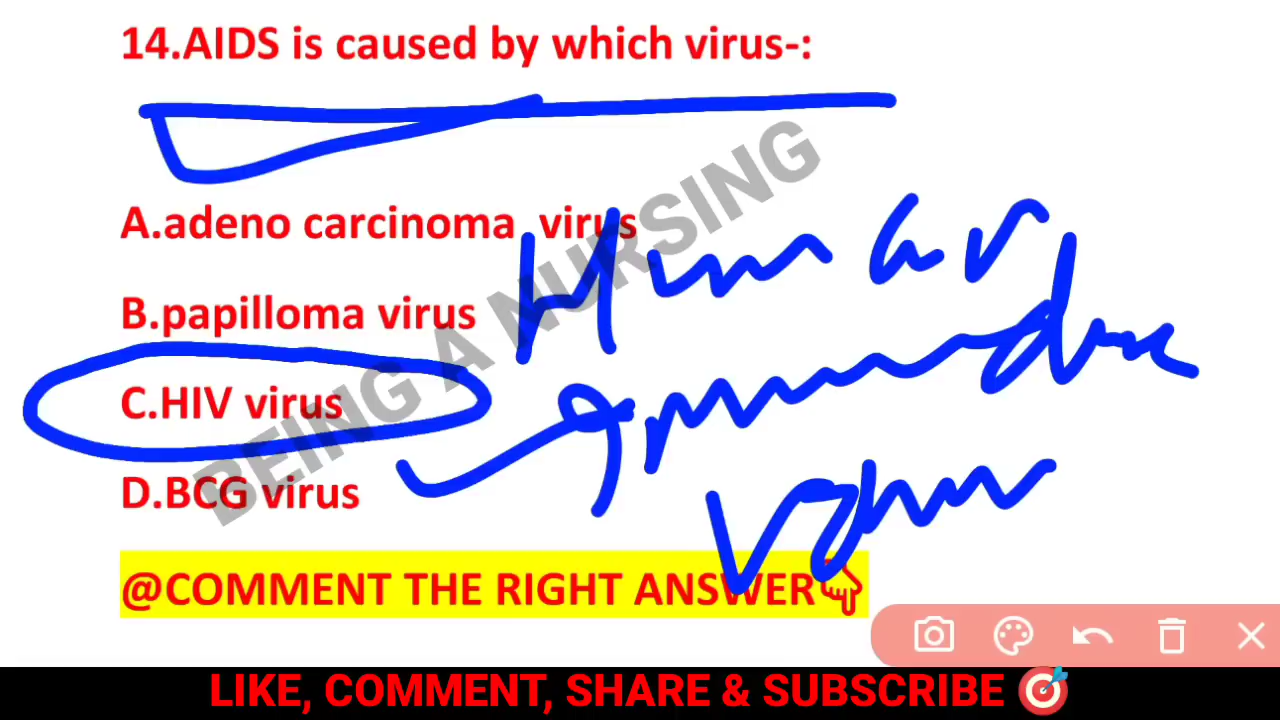 14.AIDS is caused by which virus-:
A.adeno carcinoma virus
B.papilloma virus
C.HIV virus
D.BCG virus
@COMMENT THE RIGHT ANSWER
BEING A NURSING
LIKE, COMMENT, SHARE & SUBSCRIBE